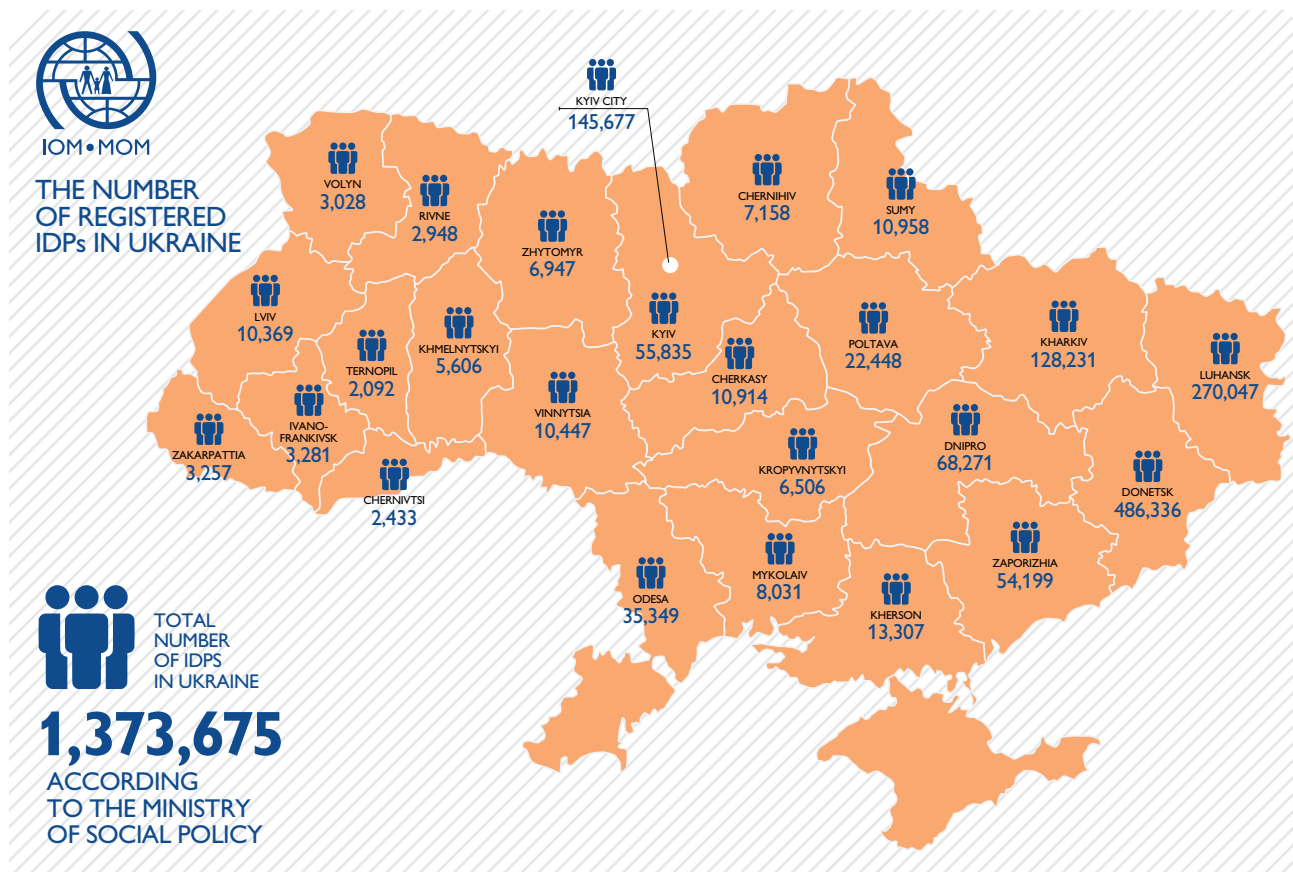 IOM•MOM
THE NUMBER
OF REGISTERED
IDPs IN UKRAINE
KYIV CITY
145,677
VOLYN
3,028
RIVNE
2,948
ZHYTOMYR
6,947
CHERNIHIV
7,158
SUMY
10,958
LVIV
10,369
TERNOPIL
2,092
KHMELNYTSKYI
5,606
KYIV
55,835
CHERKASY
10,914
POLTAVA
22,448
KHARKIV
128,231
LUHANSK
270,047
ZAKARPATTIA
3,257
IVANO-
FRANKIVSK
3,281
CHERNIVTSI
2,433
VINNYTSIA
10,447
KROPYVNYTSKYI
6,506
DNIPRO
68,271
DONETSK
486,336
ODESA
35,349
MYKOLAIV
8,031
KHERSON
13,307
ZAPORIZHIA
54,199
TOTAL
NUMBER
OF IDPS
IN UKRAINE
1,373,675
ACCORDING
TO THE MINISTRY
OF SOCIAL POLICY